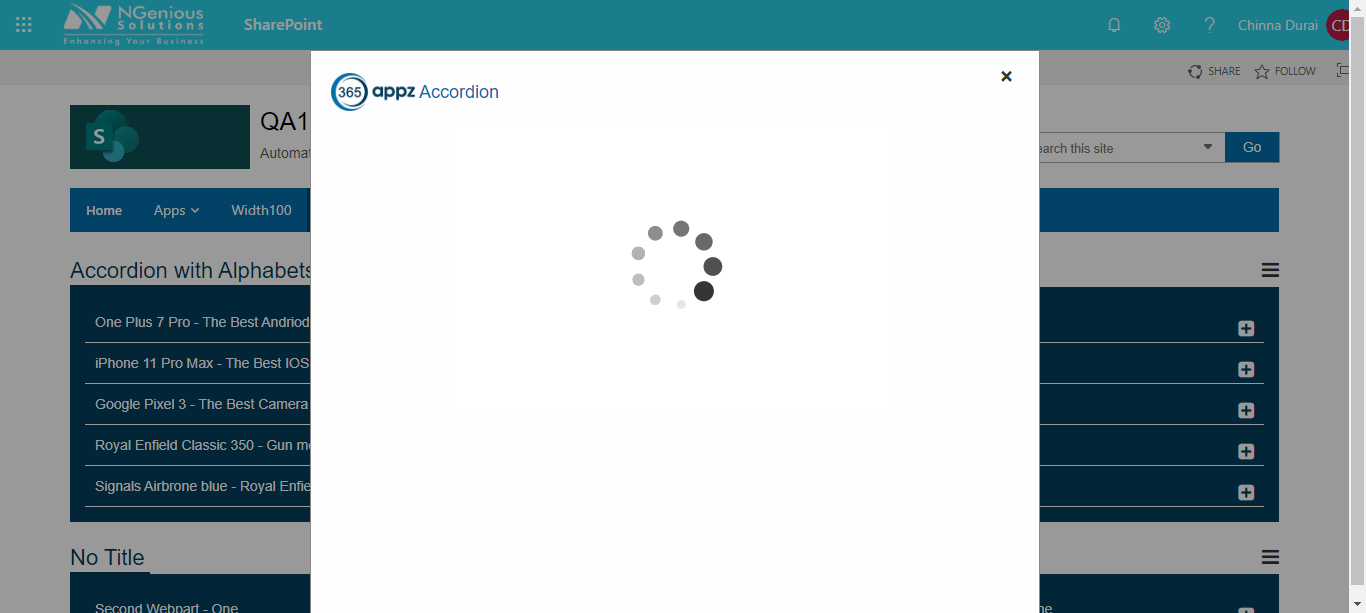 NGenious
Solutions
Enhancing Your Business
SharePoint
?
Chinna Durai
CD
SHARE
FOLLOW
365 appz Accordion
×
S
QA1
Automa
earch this site
Go
Home
Apps
Width100
Accordion with Alphabets
One Plus 7 Pro - The Best Andriod
iPhone 11 Pro Max - The Best IOS
Google Pixel 3 - The Best Camera
Royal Enfield Classic 350 - Gun m
Signals Airbrone blue - Royal Enfie
No Title
Second Webpart - One
ne